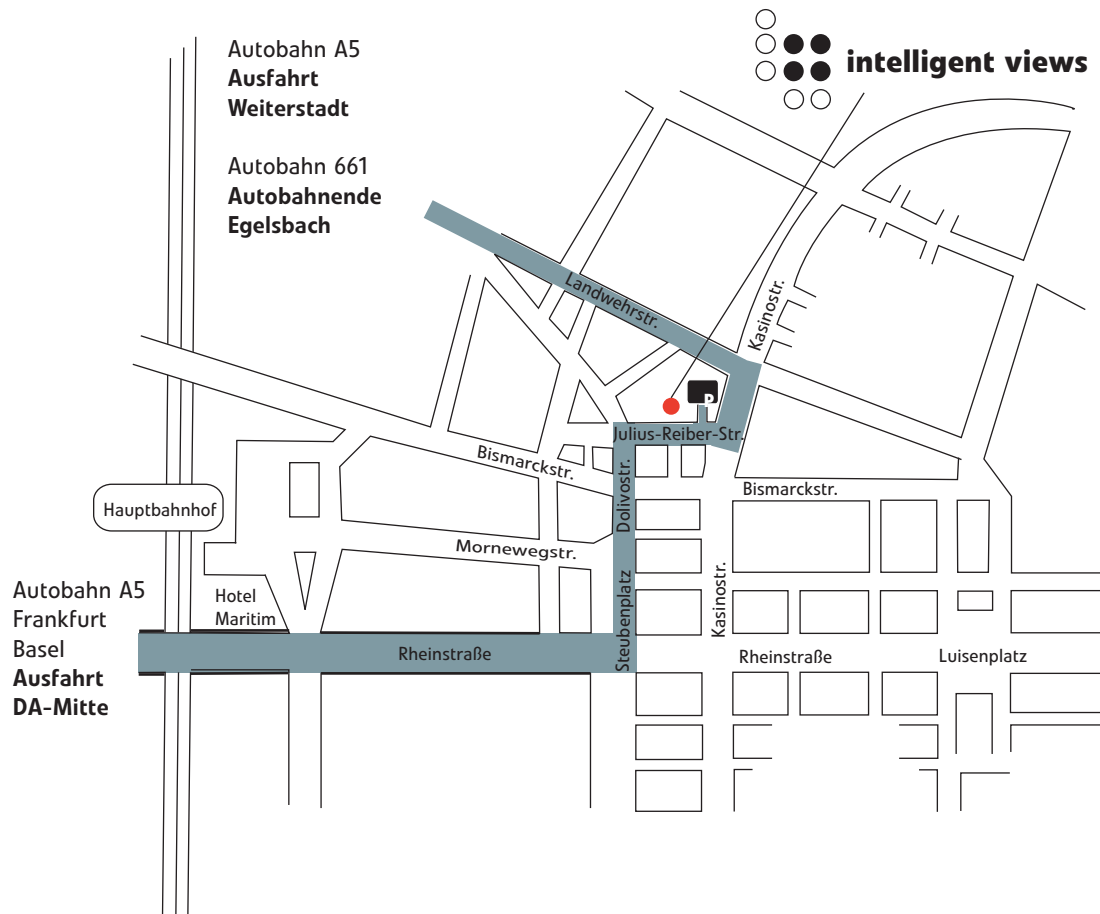 intelligent views
Autobahn A5
Ausfahrt
Weiterstadt
Autobahn 661
Autobahnende
Egelsbach
Landwehrstr.
Kasinostr.
P
Julius-Reiber-Str.
Bismarckstr.
Dolivostr.
Bismarckstr.
Hauptbahnhof
Mornewegstr.
Kasinostr.
Autobahn A5
Frankfurt
Basel
Ausfahrt
DA-Mitte
Hotel
Maritim
Steubenplatz
Rheinstraße
Rheinstraße
Luisenplatz